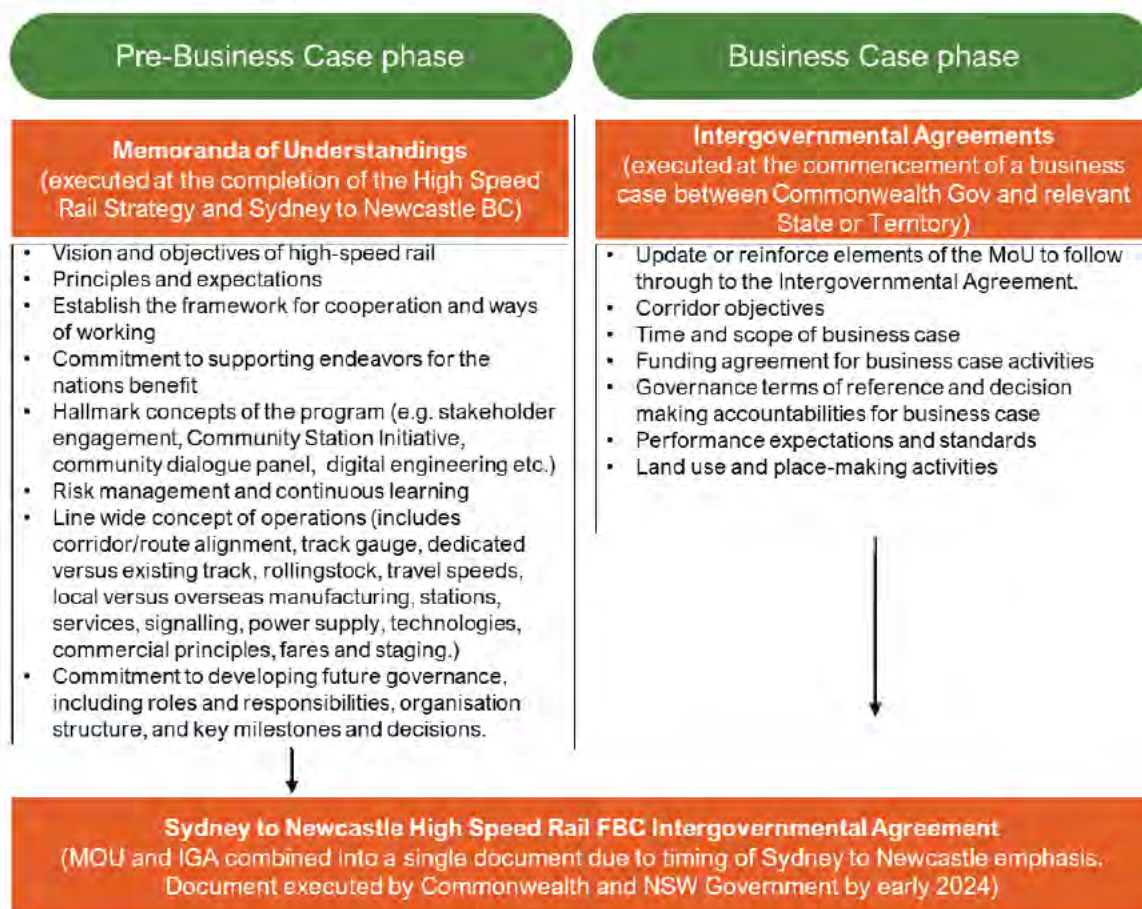 Pre-Business Case phase
Business Case phase
Memoranda of Understandings
(executed at the completion of the High Speed
Rail Strategy and Sydney to Newcastle BC)
• Vision and objectives of high-speed rail
• Principles and expectations
• Establish the framework for cooperation and ways
of working
• Commitment to supporting endeavors for the
nations benefit
• Hallmark concepts of the program (e.g. stakeholder
engagement, Community Station Initiative,
community dialogue panel, digital engineering etc.)
• Risk management and continuous learning
• Line wide concept of operations (includes
corridor/route alignment, track gauge, dedicated
versus existing track, rollingstock, travel speeds,
local versus overseas manufacturing, stations,
services, signalling, power supply, technologies,
commercial principles, fares and staging.)
• Commitment to developing future governance,
including roles and responsibilities, organisation
structure, and key milestones and decisions.
Intergovernmental Agreements
(executed at the commencement of a business
case between Commonwealth Gov and relevant
State or Territory)
• Update or reinforce elements of the MoU to follow
through to the Intergovernmental Agreement.
• Corridor objectives
• Time and scope of business case
• Funding agreement for business case activities
• Governance terms of reference and decision
making accountabilities for business case
• Performance expectations and standards
• Land use and place-making activities
Sydney to Newcastle High Speed Rail FBC Intergovernmental Agreement
(MOU and IGA combined into a single document due to timing of Sydney to Newcastle emphasis.
Document executed by Commonwealth and NSW Government by early 2024)